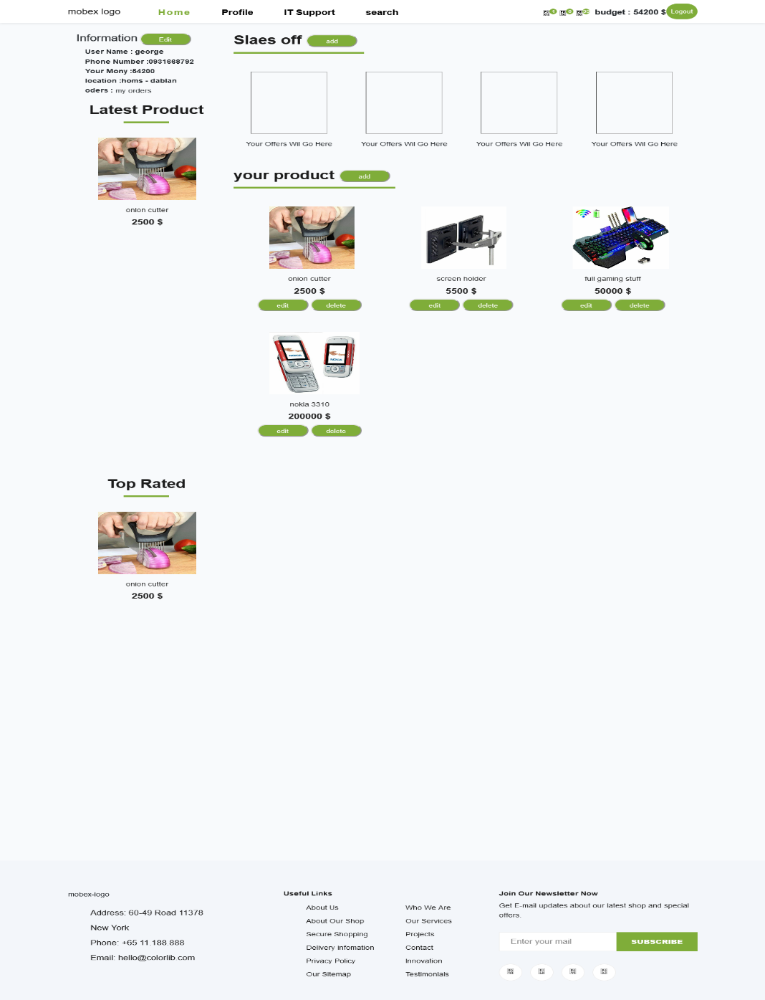 mobex logo
Home
Profile
IT Support
search
1
0
budget : 54200 $
Logout
Information
Edit
User Name : george
Phone Number :0931668792
Your Mony :54200
location :homs - dablan
oders : my orders
Latest Product
onion cutter
2500 $
Slaes off
add
Your Offers Wil Go Here
Your Offers Wil Go Here
Your Offers Wil Go Here
Your Offers Wil Go Here
your product
add
onion cutter
2500 $
edit
delete
screen holder
5500 $
edit
delete
full gaming stuff
50000 $
edit
delete
NOKIA
NOKIA
nokia 3310
200000 $
edit
delete
Top Rated
onion cutter
2500 $
mobex-logo
Address: 60-49 Road 11378
New York
Phone: +65 11.188.888
Email: hello@colorlib.com
Useful Links
About Us
About Our Shop
Secure Shopping
Delivery infomation
Privacy Policy
Our Sitemap
Who We Are
Our Services
Projects
Contact
Innovation
Testimonials
Join Our Newsletter Now
Get E-mail updates about our latest shop and special
offers.
Enter your mail
SUBSCRIBE